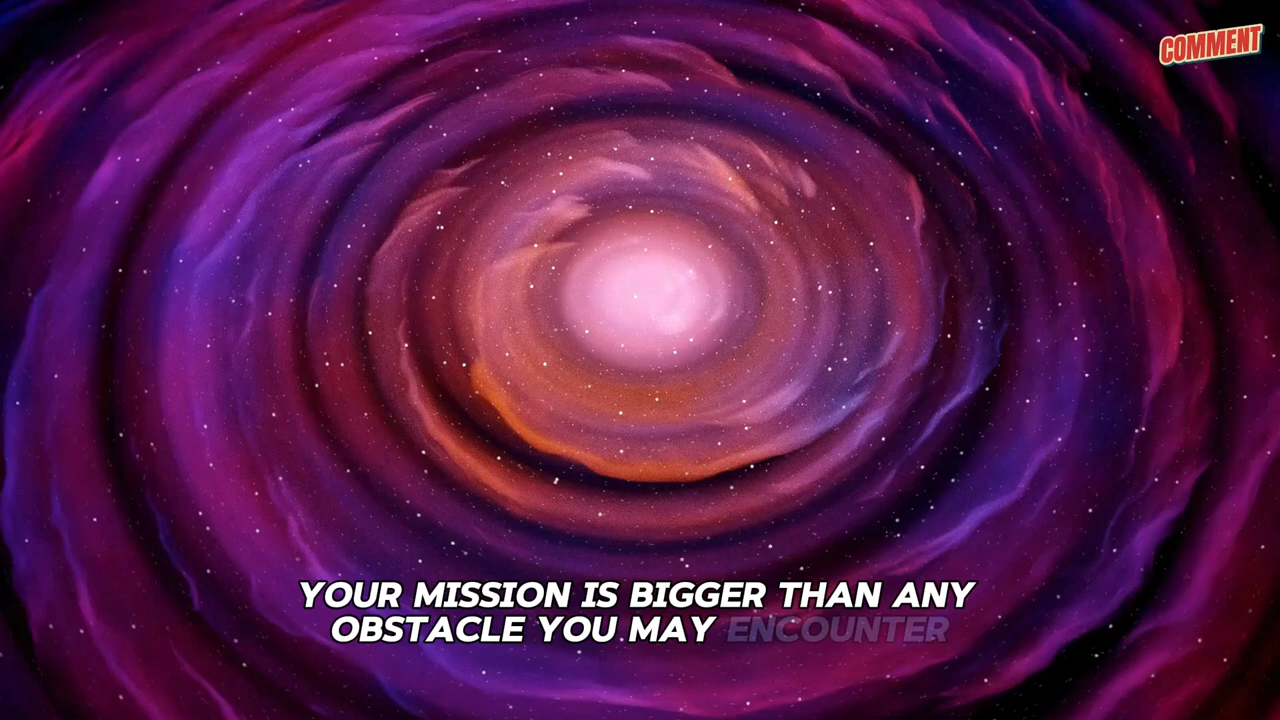 COMMENT
YOUR MISSION IS BIGGER THAN ANY
OBSTACLE YOU MAY ENCOUNTER